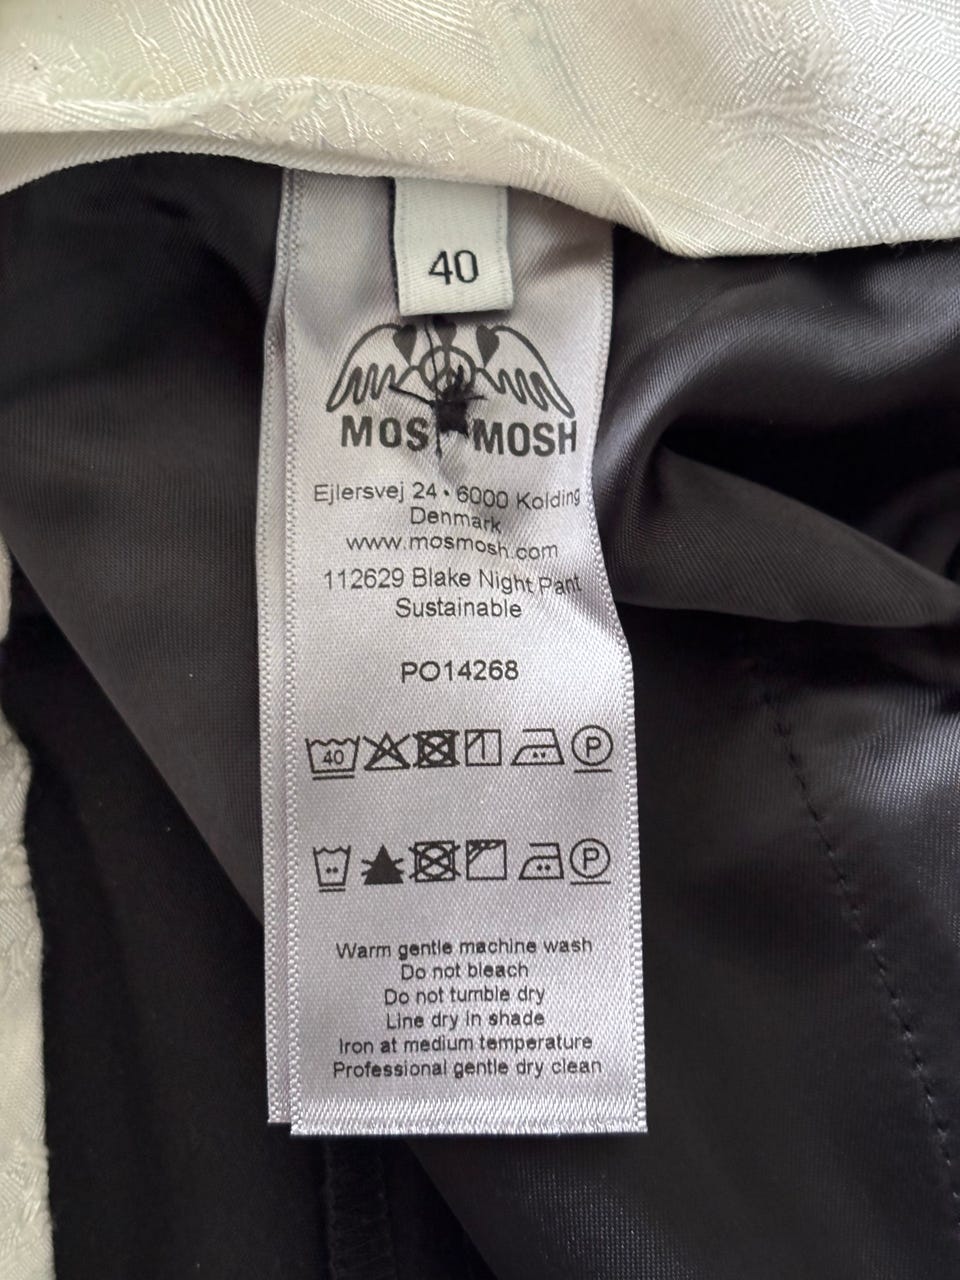 40
MOS MOSH
Ejlersvej 24 • 6000 Kolding
Denmark
www.mosmosh.com
112629 Blake Night Pant
Sustainable
PO14268
40 P
P
Warm gentle machine wash
Do not bleach
Do not tumble dry
Line dry in shade
Iron at medium temperature
Professional gentle dry clean